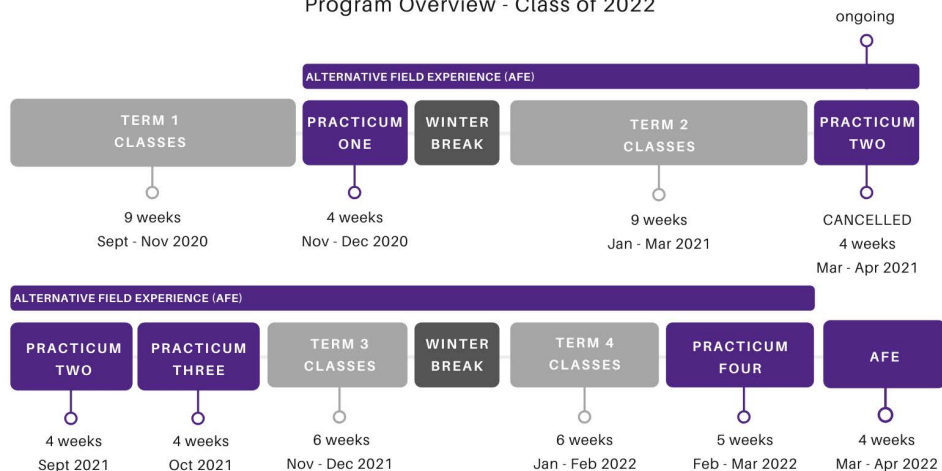 Program Overview - Class of 2022
ongoing
ALTERNATIVE FIELD EXPERIENCE (AFE)
TERM 1
CLASSES
9 weeks
Sept - Nov 2020
PRACTICUM
ONE
4 weeks
Nov - Dec 2020
WINTER
BREAK
TERM 2
CLASSES
9 weeks
Jan - Mar 2021
PRACTICUM
TWO
CANCELLED
4 weeks
Mar - Apr 2021
ALTERNATIVE FIELD EXPERIENCE (AFE)
PRACTICUM
TWO
4 weeks
Sept 2021
PRACTICUM
THREE
4 weeks
Oct 2021
TERM 3
CLASSES
6 weeks
Nov - Dec 2021
WINTER
BREAK
TERM 4
CLASSES
6 weeks
Jan - Feb 2022
PRACTICUM
FOUR
5 weeks
Feb - Mar 2022
AFE
4 weeks
Mar - Apr 2022